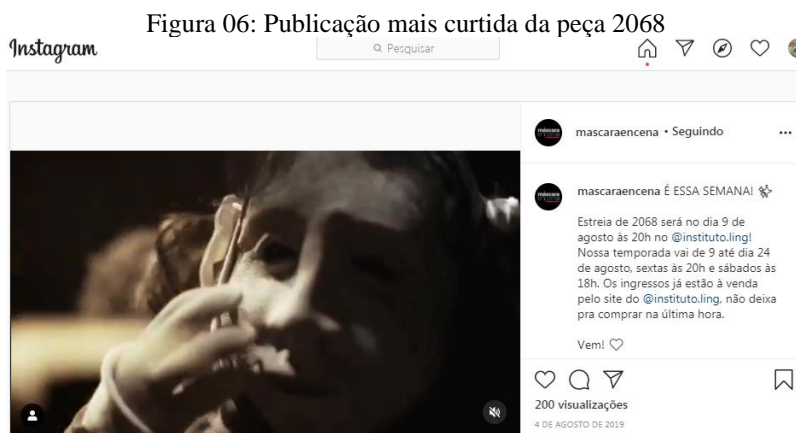 Figura 06: Publicação mais curtida da peça 2068
Instagram
Pesquisar
mascaraencena • Seguindo
mascaraencena É ESSA SEMANA!
Estreia de 2068 será no dia 9 de
agosto às 20h no @instituto.ling!
Nossa temporada vai de 9 até dia 24
de agosto, sextas às 20h e sábados às
18h. Os ingressos já estão à venda
pelo site do @instituto.ling, não deixa
pra comprar na última hora.
Vem! ♡
200 visualizações
4 DE AGOSTO DE 2019